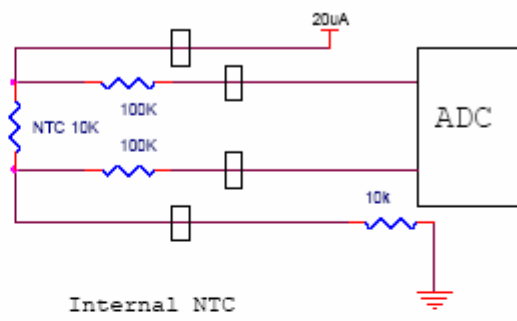 20uA
100K
NTC 10K
100K
ADC
10k
Internal NTC